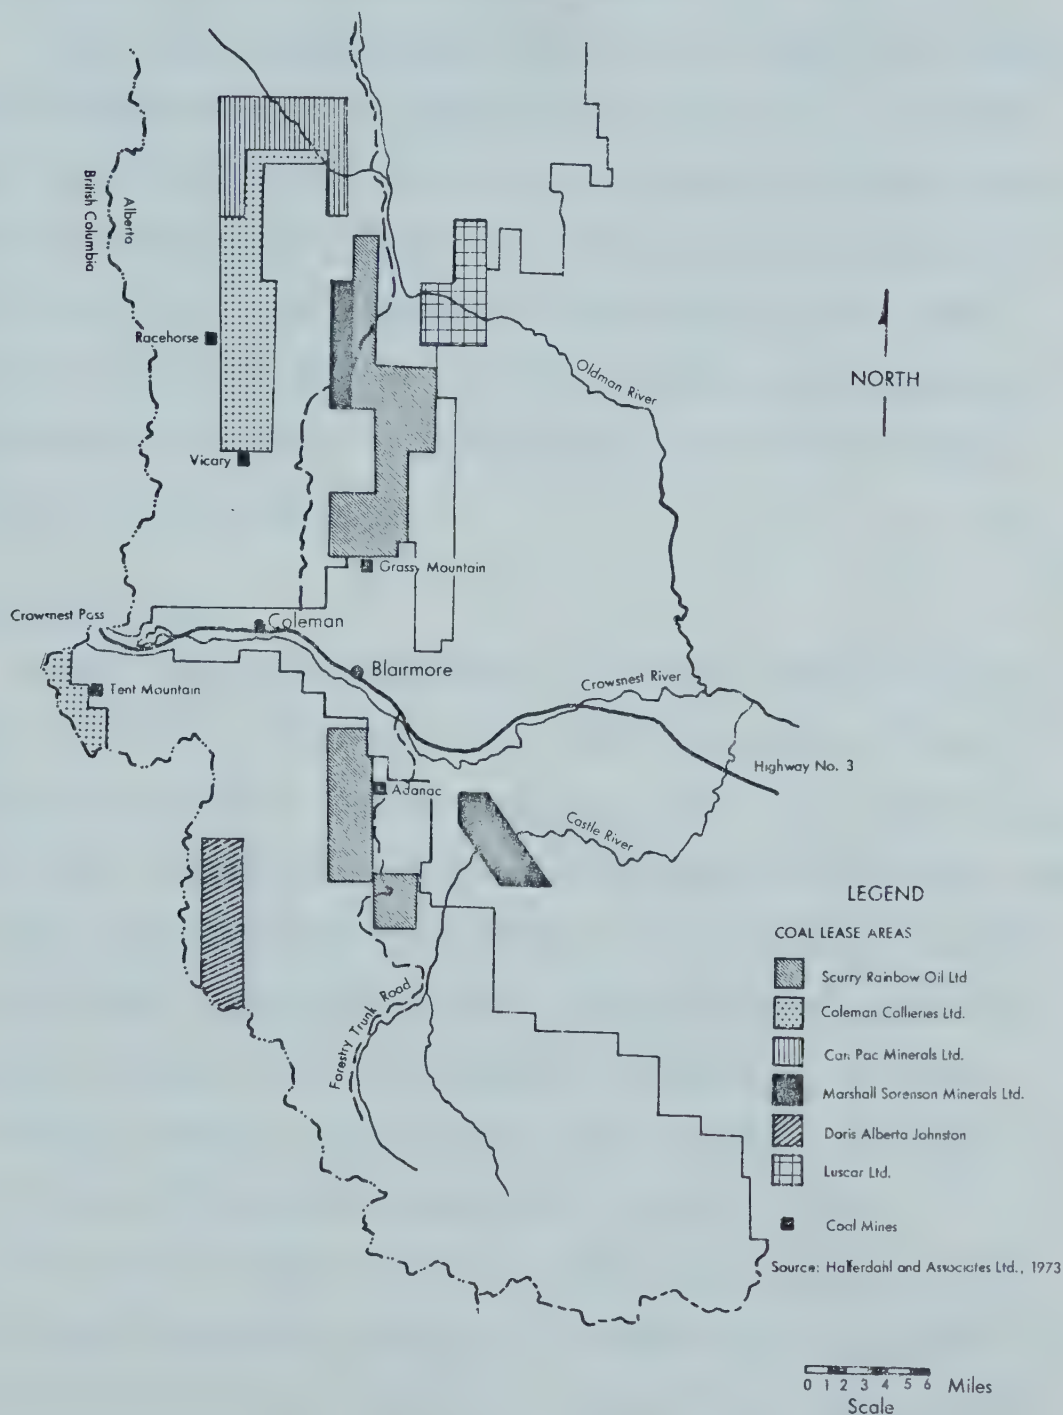 Alberta
British Columbia
Racehorse
Oldman River
NORTH
Vicary
Grassy Mountain
Crowsnest Pass
Coleman
Blairmore
Crowsnest River
Tent Mountain
Highway No. 3
Adanac
Castle River
Forestry Trunk Road
LEGEND
COAL LEASE AREAS
Scurry Rainbow Oil Ltd
Coleman Collieries Ltd.
Can Pac Minerals Ltd.
Marshall Sorenson Minerals Ltd.
Doris Alberta Johnston
Luscar Ltd.
Coal Mines
Source: Halferdahl and Associates Ltd., 1973
0 1 2 3 4 5 6 Miles
Scale